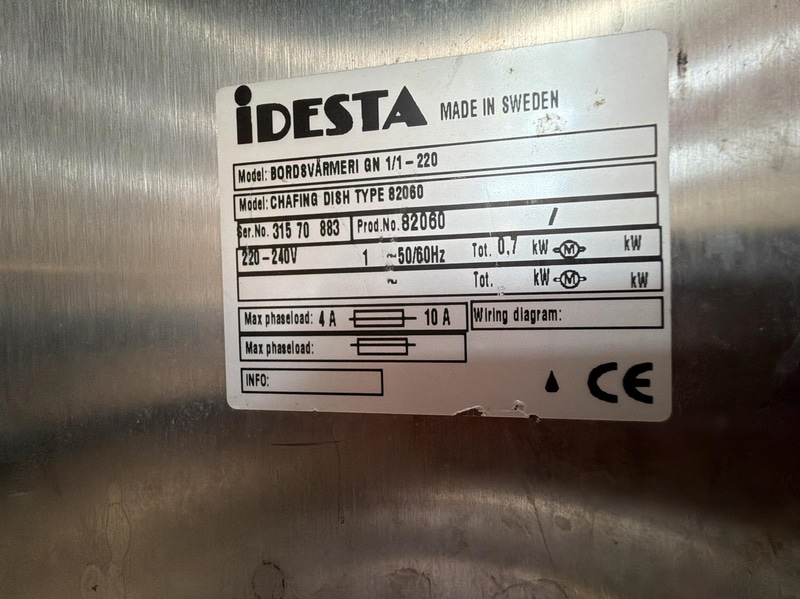 iDESTA MADE IN SWEDEN
Model: BORDSVÄRMERI GN 1/1-220
Model: CHAFING DISH TYPE 82060
Ser.No. 315 70 883 Prod.No. 82060 /
220-240V 1 ~50/60Hz Tot. 0,7 kW M kW
~ Tot. kW M kW
Max phaseload: 4 A 10 A Wiring diagram:
Max phaseload:
INFO: CE